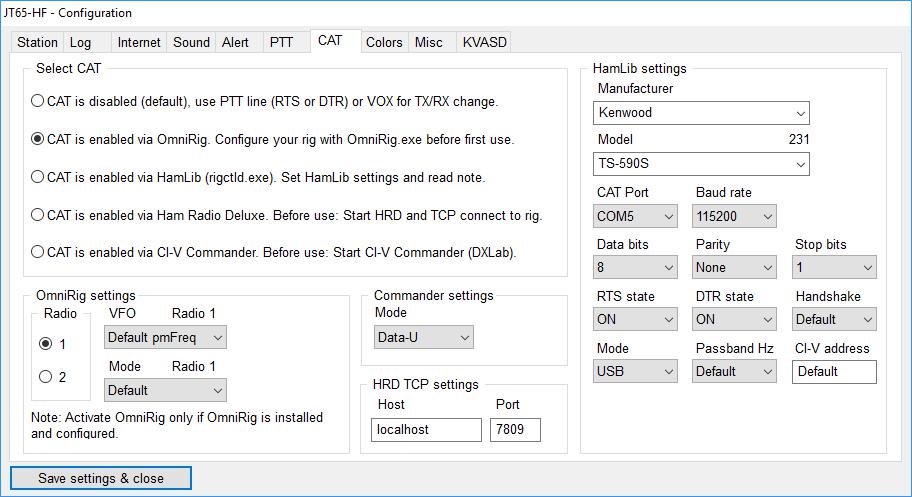 JT65-HF - Configuration
Station Log Internet Sound Alert PTT CAT Colors Misc KVASD
Select CAT
CAT is disabled (default), use PTT line (RTS or DTR) or VOX for TX/RX change.
CAT is enabled via OmniRig. Configure your rig with OmniRig.exe before first use.
CAT is enabled via HamLib (rigctld.exe). Set HamLib settings and read note.
CAT is enabled via Ham Radio Deluxe. Before use: Start HRD and TCP connect to rig.
CAT is enabled via CI-V Commander. Before use: Start CI-V Commander (DXLab).
OmniRig settings
Radio
1
2
VFO Radio 1
Default pmFreq
Mode Radio 1
Default
Note: Activate OmniRig only if OmniRig is installed
and configured.
Commander settings
Mode
Data-U
HRD TCP settings
Host Port
localhost 7809
HamLib settings
Manufacturer
Kenwood
Model 231
TS-590S
CAT Port Baud rate
COM5 115200
Data bits Parity Stop bits
8 None 1
RTS state DTR state Handshake
ON ON Default
Mode Passband Hz CI-V address
USB Default Default
Save settings & close